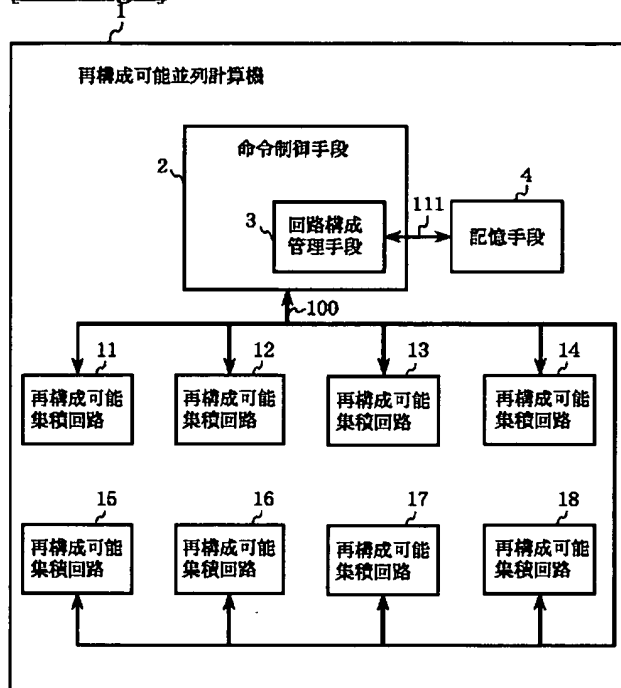 1
再構成可能並列計算機
命令制御手段
2
4
3
回路構成
管理手段
111
記憶手段
100
11
12
13
14
再構成可能
集積回路
再構成可能
集積回路
再構成可能
集積回路
再構成可能
集積回路
15
16
17
18
再構成可能
集積回路
再構成可能
集積回路
再構成可能
集積回路
再構成可能
集積回路